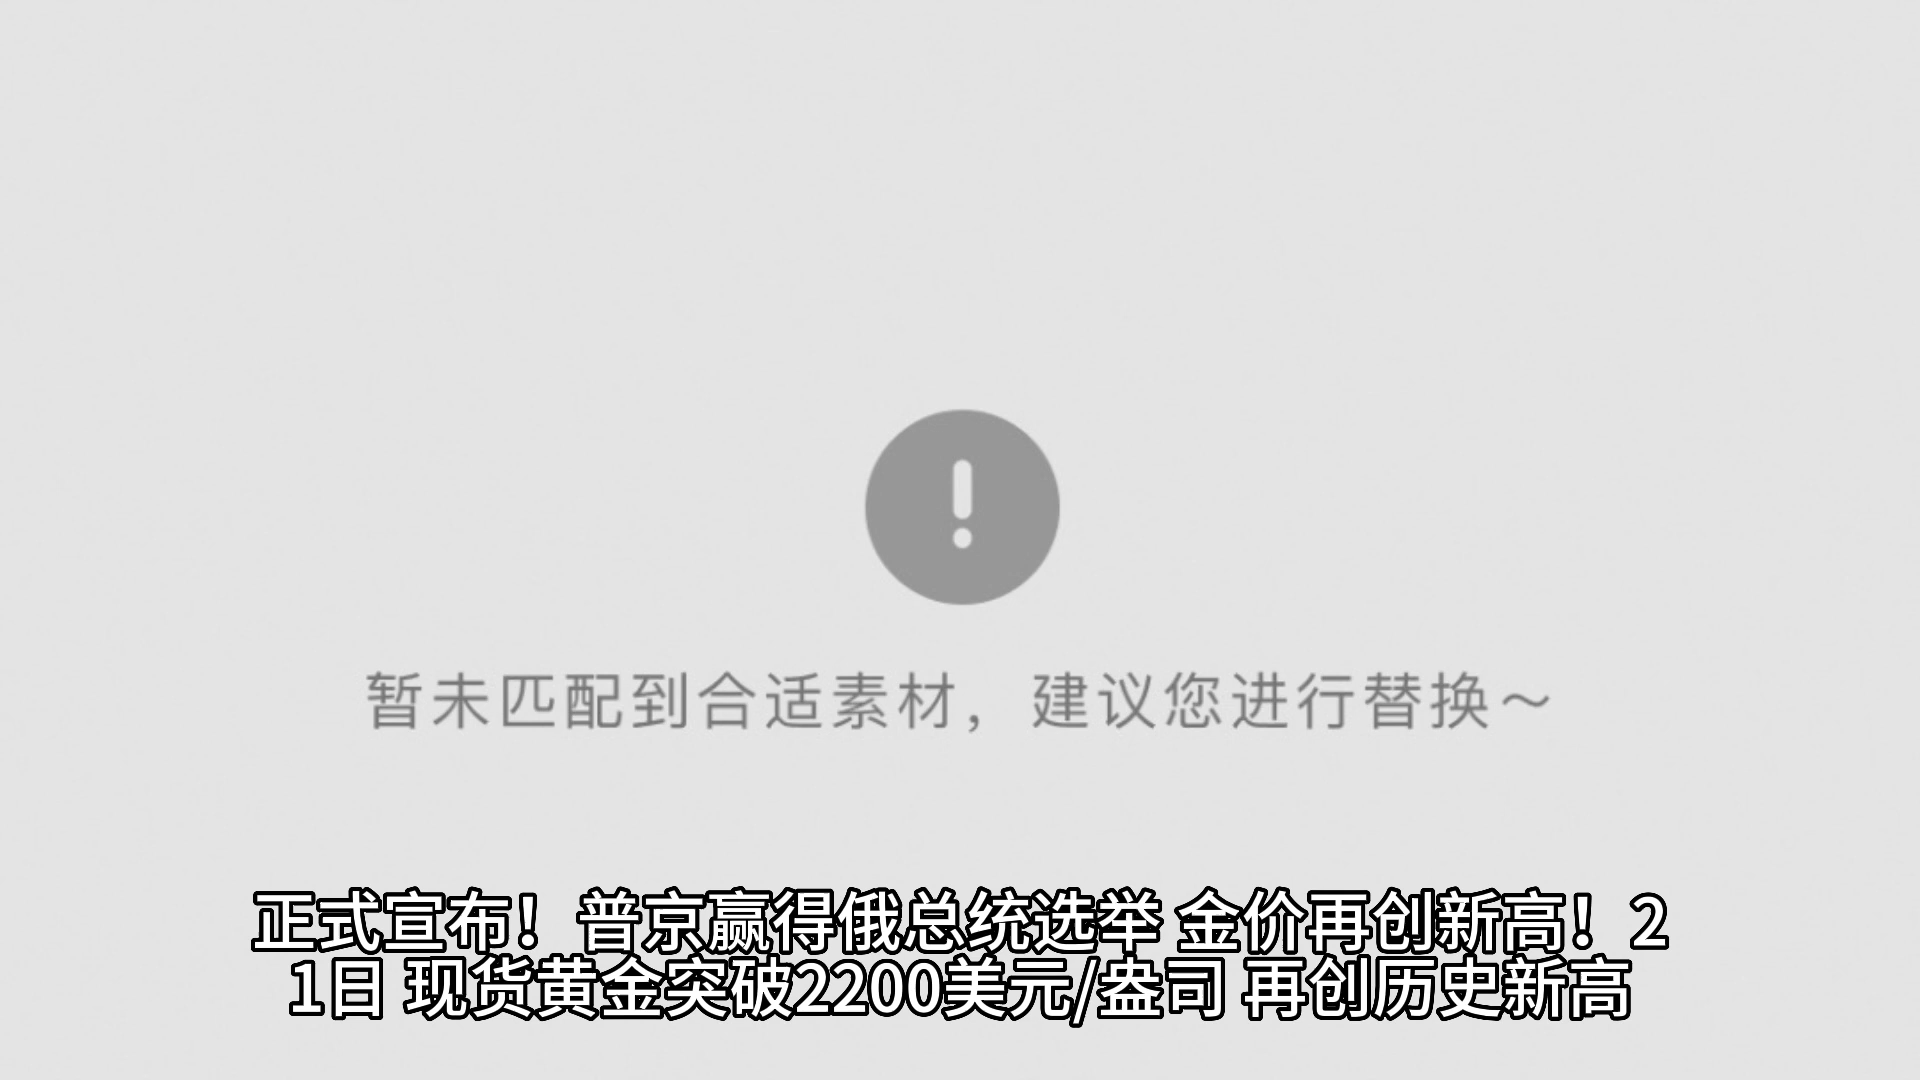 暂未匹配到合适素材，建议您进行替换～
正式宣布！普京赢得俄总统选举 金价再创新高！2
1日 现货黄金突破2200美元/盎司 再创历史新高